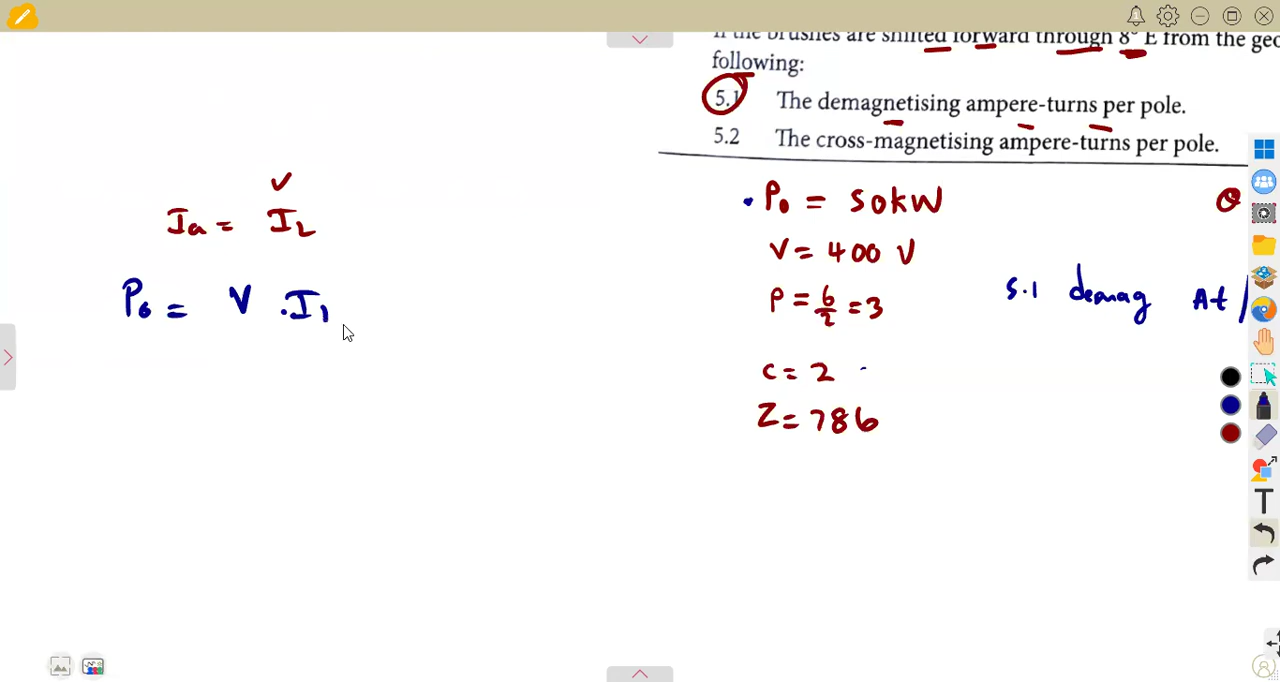 If the brushes are shifted forward through 8° E from the geo
following:
5.1 The demagnetising ampere-turns per pole.
5.2 The cross-magnetising ampere-turns per pole.
Ia = IL
Po = V . I
Po = 50kW
V = 400 V
P = 6/2 = 3
C = 2
Z = 786
θ
5.1 demag At/
T